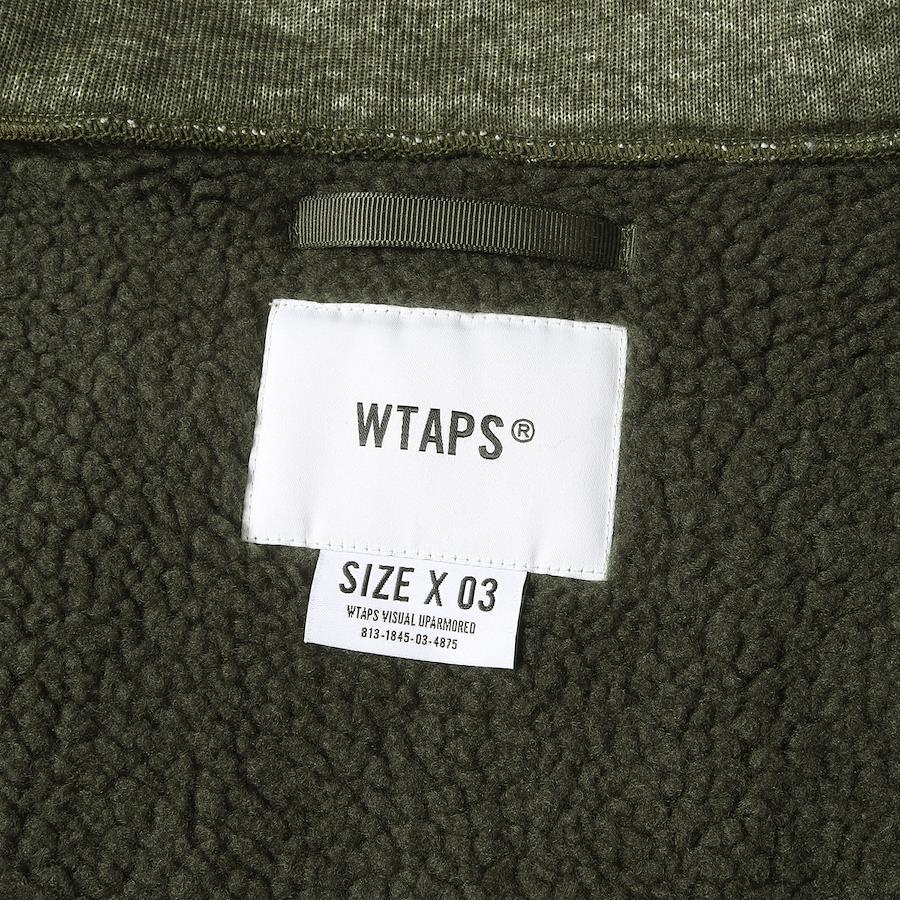 WTAPS®
SIZE X 03
WTAPS VISUAL UPARMORED
813-1845-03-4875